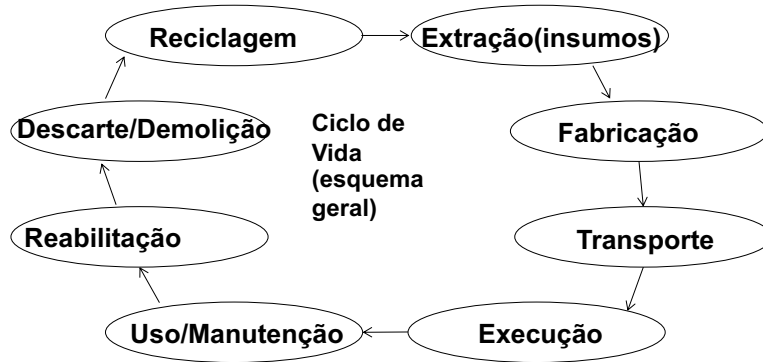 Reciclagem
Extração(insumos)
Descarte/Demolição
Ciclo de
Vida
(esquema
geral)
Fabricação
Reabilitação
Transporte
Uso/Manutenção
Execução